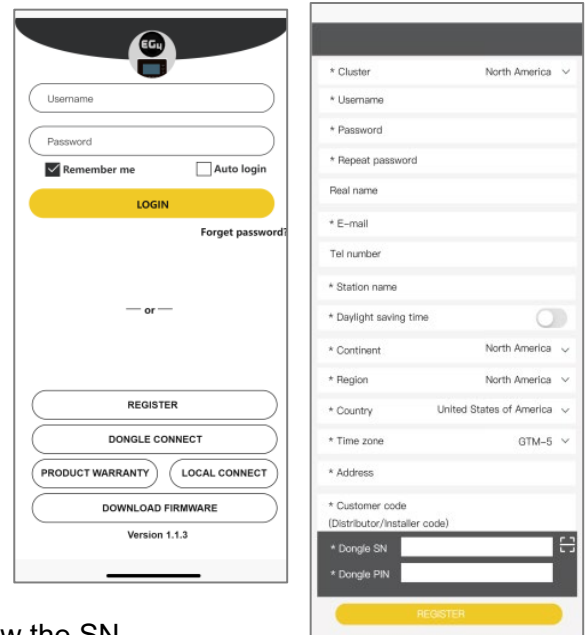 EG4
Username
Password
Remember me Auto login
LOGIN
Forget password?
— or —
REGISTER
DONGLE CONNECT
PRODUCT WARRANTY LOCAL CONNECT
DOWNLOAD FIRMWARE
Version 1.1.3
* Cluster North America
* Username
* Password
* Repeat password
Real name
* E-mail
Tel number
* Station name
* Daylight saving time
* Continent North America
* Region North America
* Country United States of America
* Time zone GTM-5
* Address
* Customer code
(Distributor/Installer code)
* Dongle SN
* Dongle PIN
REGISTER
the SN